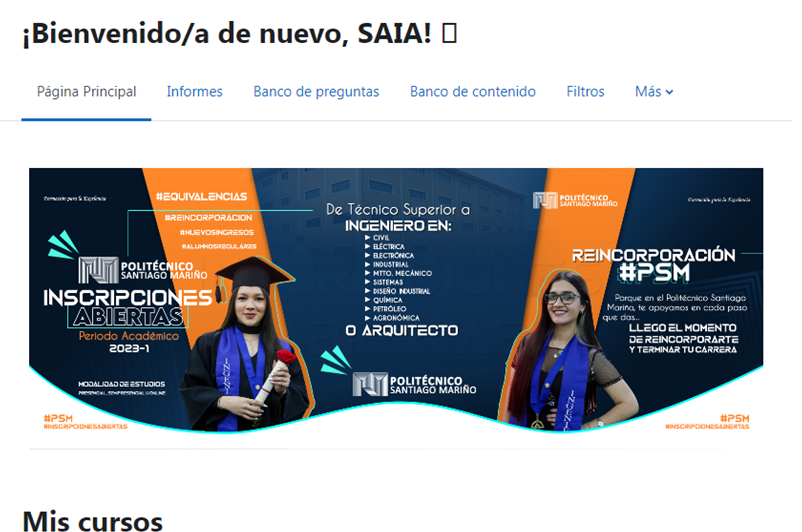 ¡Bienvenido/a de nuevo, SAIA!
Página Principal
Informes
Banco de preguntas
Banco de contenido
Filtros
Más
Formación para la Excelencia
#EQUIVALENCIAS
#REINCORPORACION
#NUEVOSINGRESOS
#ALUMNOSREGULARES
POLITÉCNICO
SANTIAGO MARIÑO
INSCRIPCIONES
ABIERTAS
Periodo Académico
2023-1
MODALIDAD DE ESTUDIOS
PRESENCIAL, SEMIPRESENCIAL U ONLINE
#PSM
#INSCRIPCIONESABIERTAS
De Técnico Superior a
INGENIERO EN:
CIVIL
ELÉCTRICA
ELECTRÓNICA
INDUSTRIAL
MTTO. MECÁNICO
SISTEMAS
DISEÑO INDUSTRIAL
QUÍMICA
PETRÓLEO
AGRONÓMICA
O ARQUITECTO
POLITÉCNICO
SANTIAGO MARIÑO
POLITÉCNICO
SANTIAGO MARIÑO
Formación para la Excelencia
REINCORPORACIÓN
#PSM
Porque en el Politécnico Santiago
Mariño, te apoyamos en cada paso
que das...
LLEGO EL MOMENTO
DE REINCORPORARTE
Y TERMINAR TU CARRERA
#PSM
#INSCRIPCIONESABIERTAS
Mis cursos